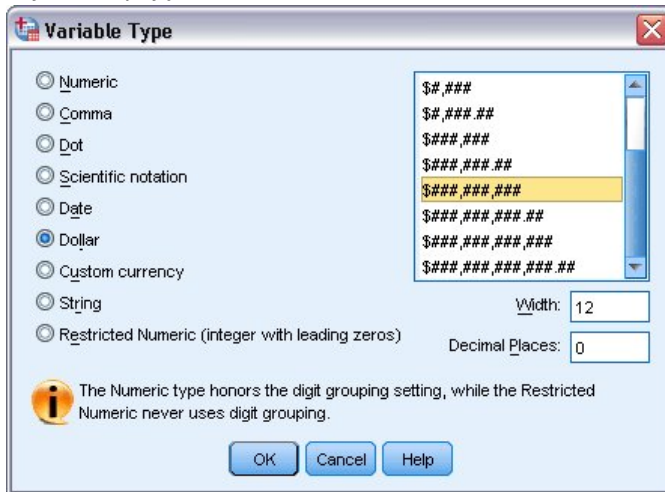 Variable Type
Numeric
Comma
Dot
Scientific notation
Date
Dollar
Custom currency
String
Restricted Numeric (integer with leading zeros)
$#,###
$#,###.##
$###,###
$###,###.##
$###,###,###
$###,###,###.##
$###,###,###,###
$###,###,###,###.##
Width: 12
Decimal Places: 0
The Numeric type honors the digit grouping setting, while the Restricted
Numeric never uses digit grouping.
OK Cancel Help